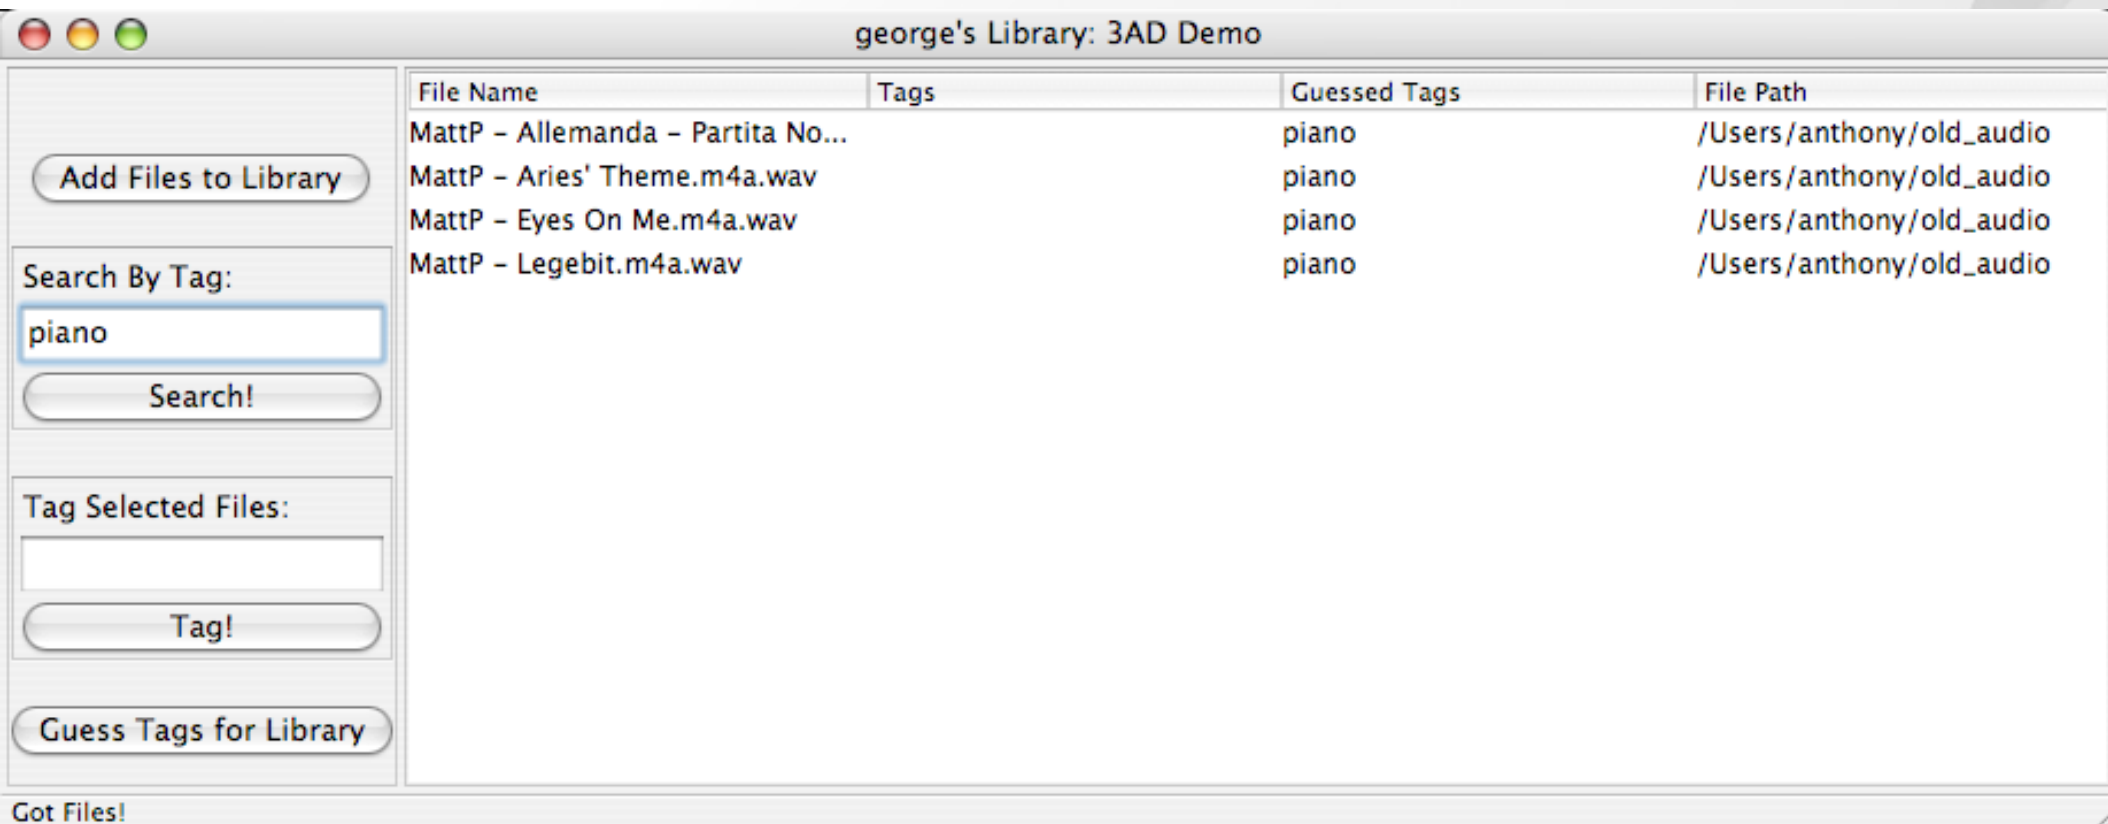 george's Library: 3AD Demo
Add Files to Library
Search By Tag:
piano
Search!
Tag Selected Files:
Tag!
Guess Tags for Library
File Name Tags Guessed Tags File Path
MattP – Allemanda – Partita No... piano /Users/anthony/old_audio
MattP – Aries' Theme.m4a.wav piano /Users/anthony/old_audio
MattP – Eyes On Me.m4a.wav piano /Users/anthony/old_audio
MattP – Legebit.m4a.wav piano /Users/anthony/old_audio
Got Files!